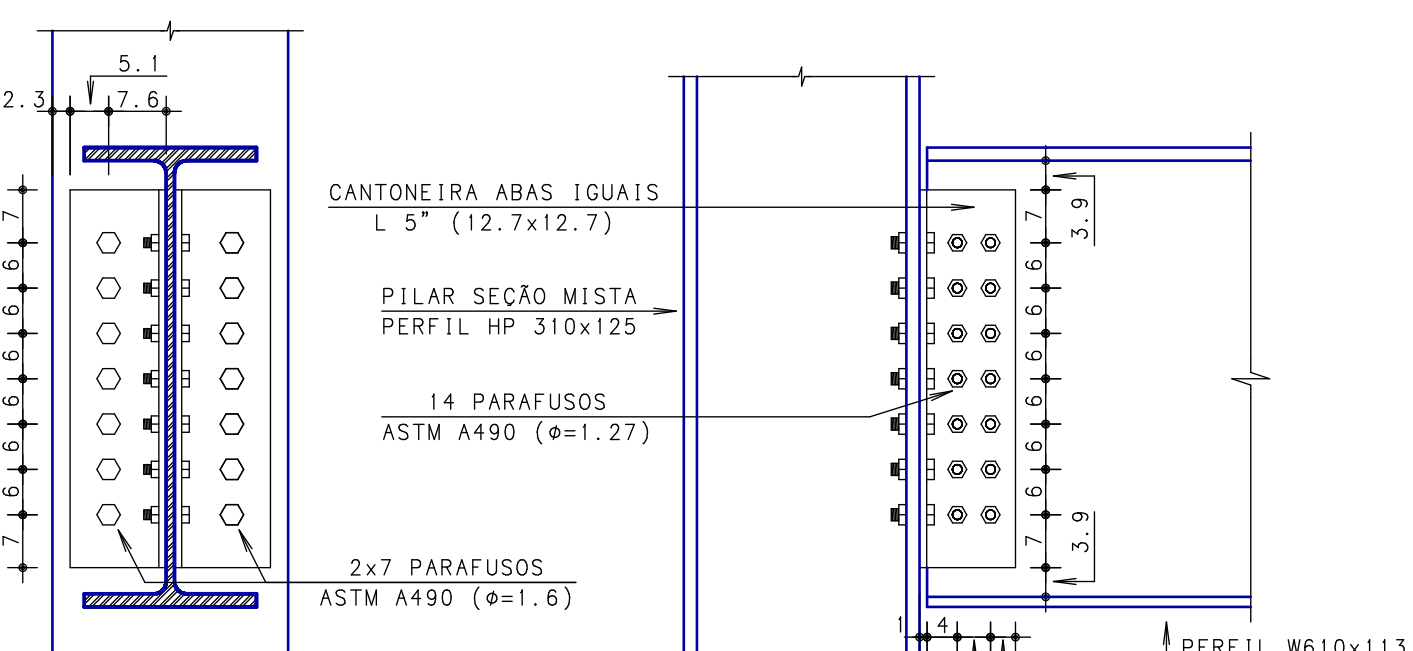 5.1
2.3
7.6
7
6
6
6
6
6
6
7
CANTONEIRA ABAS IGUAIS
L 5” (12.7x12.7)
PILAR SEÇÃO MISTA
PERFIL HP 310x125
14 PARAFUSOS
ASTM A490 (φ=1.27)
2x7 PARAFUSOS
ASTM A490 (φ=1.6)
3.9
7
6
6
6
6
6
6
7
3.9
1
4
PERFIL W610x113